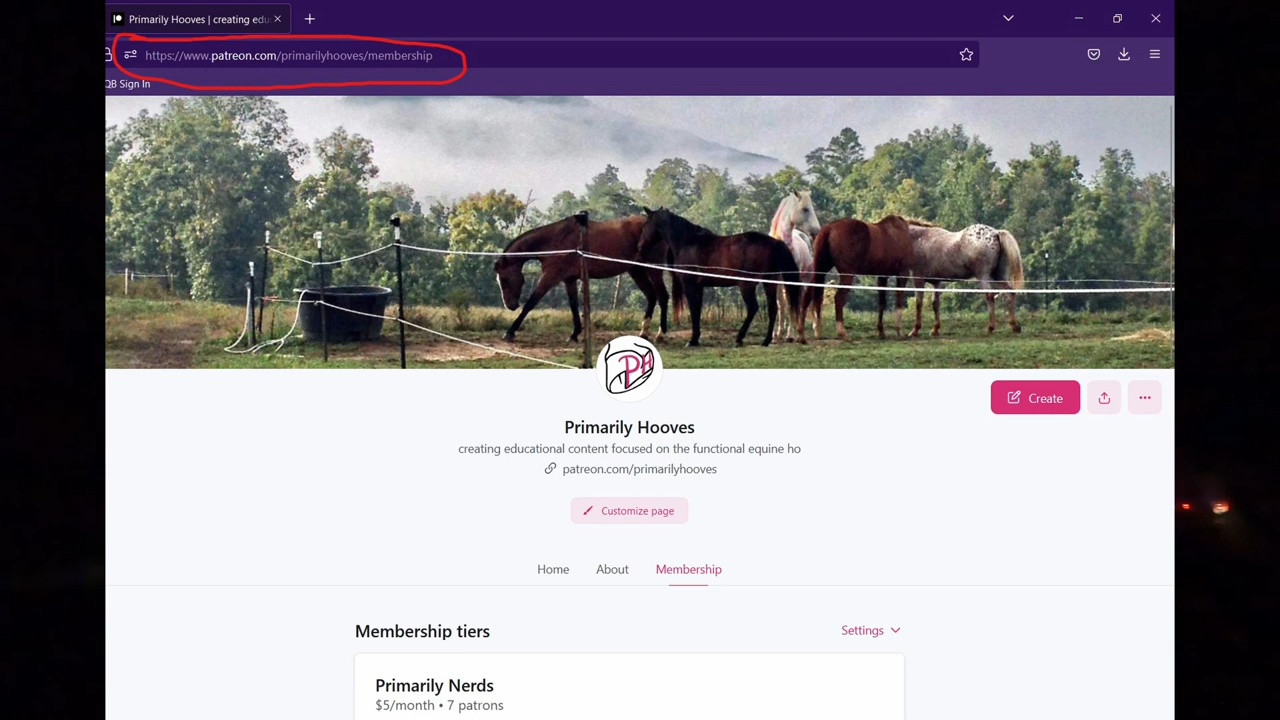 Primarily Hooves | creating edu
https://www.patreon.com/primarilyhooves/membership
QB Sign In
PH
Create
Primarily Hooves
creating educational content focused on the functional equine ho
patreon.com/primarilyhooves
Customize page
Home About Membership
Membership tiers Settings
Primarily Nerds
$5/month • 7 patrons